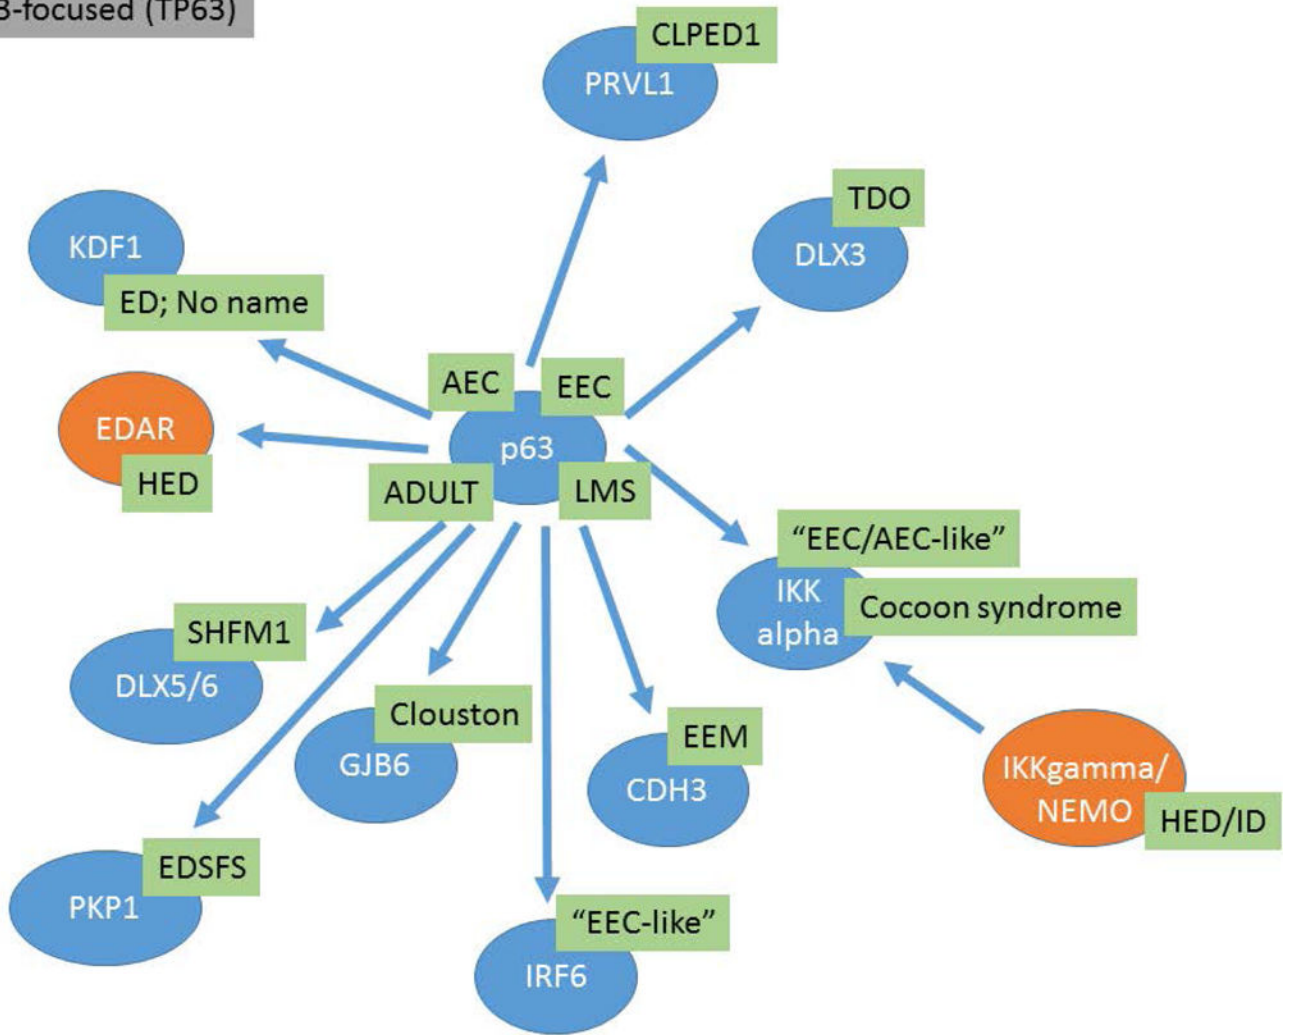 3-focused (TP63)
CLPED1
PRVL1
TDO
DLX3
KDF1
ED; No name
AEC
EEC
EDAR
p63
HED
ADULT
LMS
"EEC/AEC-like"
IKK
alpha
Cocoon syndrome
SHFM1
DLX5/6
Clouston
GJB6
EEM
CDH3
IKKgamma/
NEMO
HED/ID
EDSFS
PKP1
"EEC-like"
IRF6